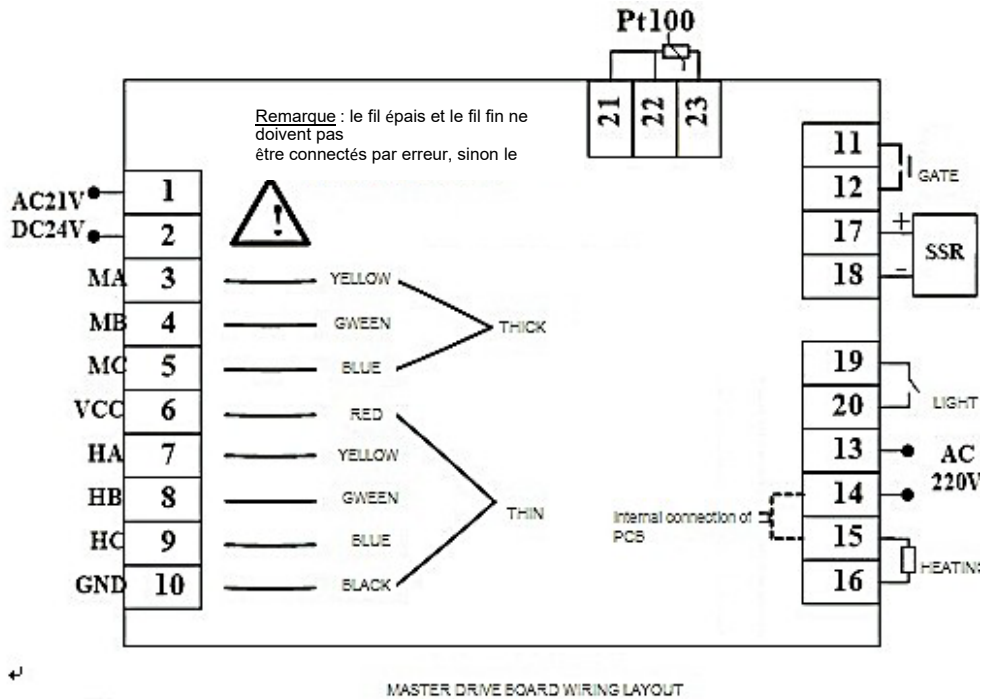 Pt100
21 22 23
Remarque : le fil épais et le fil fin ne
doivent pas
être connectés par erreur, sinon le
!
AC21V
DC24V
1
2
MA 3 YELLOW
MB 4 GWEEN
MC 5 BLUE
THICK
VCC 6 RED
HA 7 YELLOW
HB 8 GWEEN
HC 9 BLUE
GND 10 BLACK
THIN
11
12
GATE
17 +
18 -
SSR
19
20
LIGHT
13
14
AC
220V
Internal connection of
PCB
15
16
HEATING
MASTER DRIVE BOARD WIRING LAYOUT